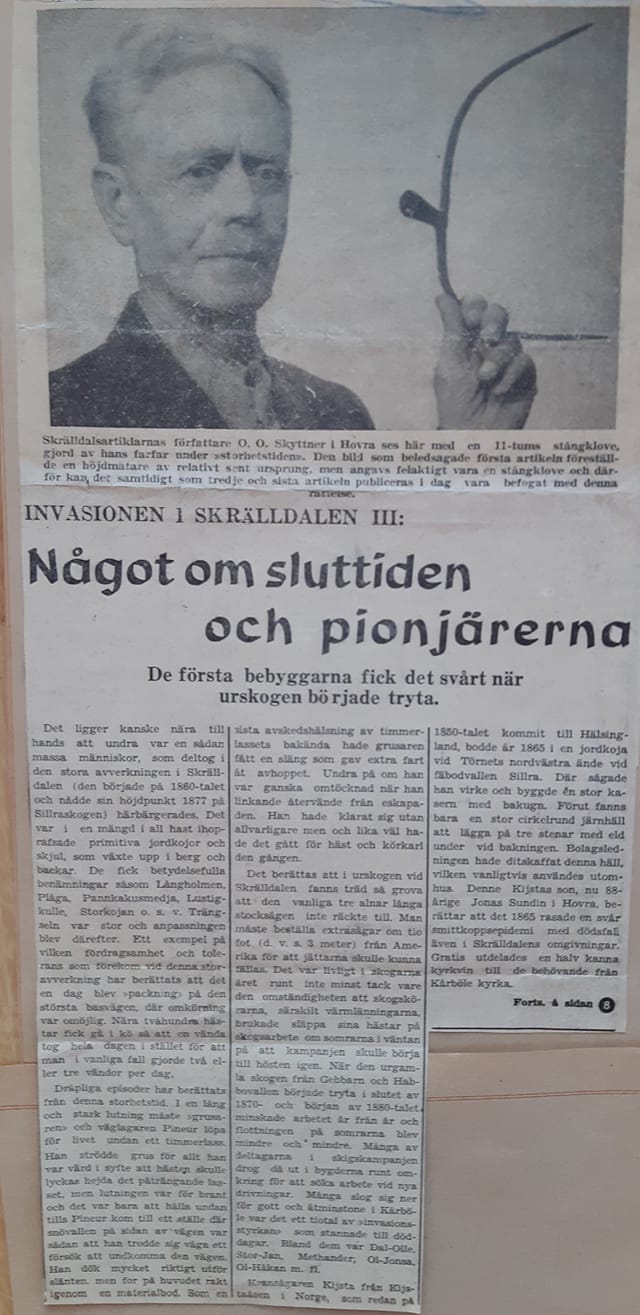 Skrälldalsartiklarnas författare O. O. Skyttner i Hovra ses här med en 11-tums stångklove,
gjord av hans farfar under »storhetstiden». Den bild som beledsagade första artikeln föreställ-
de en höjdmätare av relativt sent ursprung, men angavs felaktigt vara en stångklove och där-
för kan det samtidigt som tredje och sista artikeln publiceras i dag vara befogat med denna
rättelse.
INVASIONEN i SKRÄLLDALEN III:
Något om sluttiden
och pionjärerna
De första bebyggarna fick det svårt när
urskogen började tryta.
Det ligger kanske nära till
hands att undra var en sådan
massa människor, som deltog i
den stora avverkningen i Skräll-
dalen (den började på 1860-talet
och nådde sin höjdpunkt 1877 på
Sillraskogen) härbärgerades. Det
var i en mängd i all hast ihop-
rafsade primitiva jordkojor och
skjul, som växte upp i berg och
backar. De fick betydelsefulla
benämningar såsom Långholmen,
Plåga, Pannkakusmedja, Lustig-
kulle, Storkojan o. s. v. Träng-
seln var stor och anpassningen
blev därefter. Ett exempel på
vilken fördragsamhet och tole-
rans som förekom vid denna stor-
avverkning har berättats att det
en dag blev »packning» på den
största basvägen, där omkörning
var omöjlig. Nära tvåhundra häs-
tar fick gå i kö så att en vända
tog hela dagen i stället för att
man i vanliga fall gjorde två el-
ler tre vändor per dag.
Dråpliga episoder har berättats
från denna storhetstid. I en lång
och stark lutning måste »grusa-
ren» och väglagaren Pineur löpa
för livet undan ett timmerlass.
Han strödde grus för allt han
var värd i syfte att hästen skulle
lyckas hejda det påträngande las-
set, men lutningen var för brant
och det var bara att hålla undan
tills Pineur kom till ett ställe där
snövallen på sidan av vägen var
sådan att han trodde sig våga ett
försök att undkomma den vägen.
Han dök mycket riktigt utför
slänten, men for på huvudet rakt
igenom en materialbod. Som en
sista avskedshälsning av timmer-
lassets bakända hade grusaren
fått en släng som gav extra fart
åt avhoppet. Undra på om han
var ganska omtöcknad när han
linkande återvände från eskapa-
den. Han hade klarat sig utan
allvarligare men och lika väl ha-
de det gått för häst och körkarl
den gången.
Det berättas att i urskogen vid
Skrälldalen fanns träd så grova
att den vanliga tre alnar långa
stocksågen inte räckte till. Man
måste beställa extrasågar om tio
fot (d. v. s. 3 meter) från Ame-
rika för att jättarna skulle kunna
fällas. Det var livligt i skogarna
året runt inte minst tack vare
den omständigheten att skogskö-
rarna, särskilt värmlänningarna,
brukade släppa sina hästar på
skogsarbete om somrarna i väntan
på att kampanjen skulle börja
till hösten igen. När den urgam-
la skogen från Gebbarn och Hab-
bovallen började tryta i slutet av
1870- och början av 1880-talet
minskade arbetet år från år och
flottningen på somrarna blev
mindre och mindre. Många av
deltagarna i skigskampanjen
drog då ut i bygderna runt om-
kring för att söka arbete vid nya
drivningar. Många slog sig ner
för gott och åtminstone i Kårbö-
le var det ett tiotal av »invasions-
styrkan» som stannade till död-
dagar. Bland dem var Dal-Olle,
Stor-Jan, Methander, Ol-Jonsa,
Ol-Håkan m. fl.
Kransågaren Kijsta från Kijs-
taåsen i Norge, som redan på
1850-talet kommit till Hälsing-
land, bodde år 1865 i en jordkoja
vid Törnets nordvästra ände vid
fäbodvallen Sillra. Där sågade
han virke och byggde en stor ka-
sern med bakugn. Förut fanns
bara en stor cirkelrund järnhäll
att lägga på tre stenar med eld
under vid bakningen. Bolagsled-
ningen hade ditskaffat denna häll,
vilken vanligtvis användes utom-
hus. Denne Kijstas son, nu 88-
årige Jonas Sundin i Hovra, be-
rättar att det 1865 rasade en svår
smittkoppsepidemi med dödsfall
även i Skrälldalens omgivningar.
Gratis utdelades en halv kanna
kyrkvin till de behövande från
Kårböle kyrka.
Forts. å sidan 8